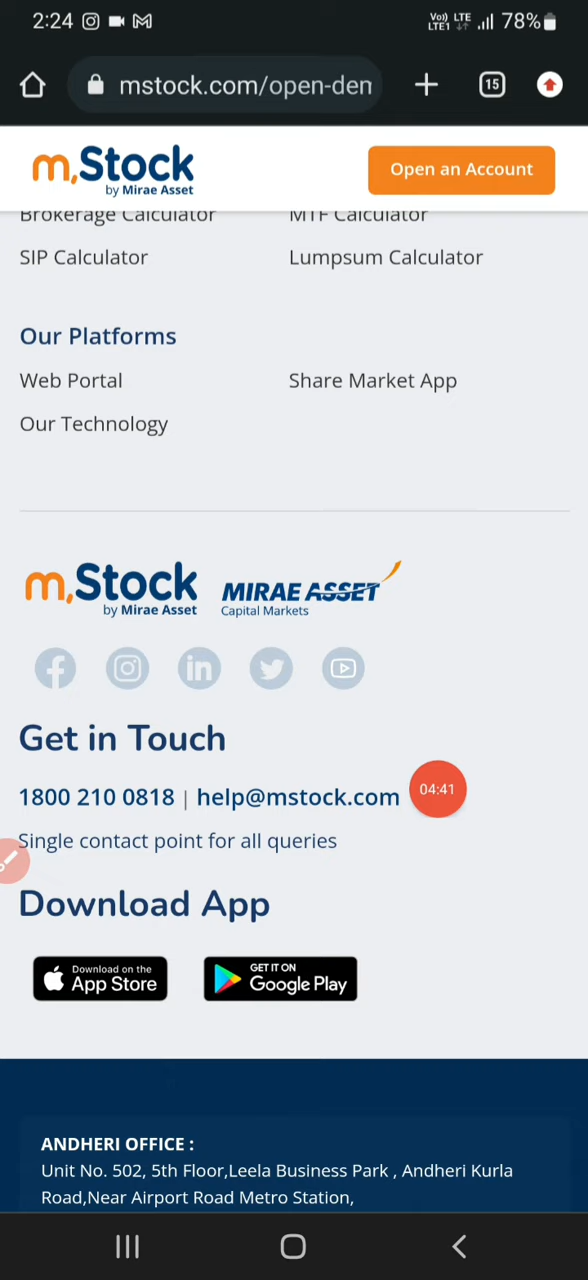 2:24 Vo) LTE LTE1 78%
mstock.com/open-den + 15
m.Stock by Mirae Asset Open an Account
Brokerage Calculator MTF Calculator
SIP Calculator Lumpsum Calculator
Our Platforms
Web Portal Share Market App
Our Technology
m.Stock by Mirae Asset MIRAE ASSET Capital Markets
Get in Touch
1800 210 0818 | help@mstock.com 04:41
Single contact point for all queries
Download App
Download on the App Store GET IT ON Google Play
ANDHERI OFFICE :
Unit No. 502, 5th Floor,Leela Business Park , Andheri Kurla
Road,Near Airport Road Metro Station,